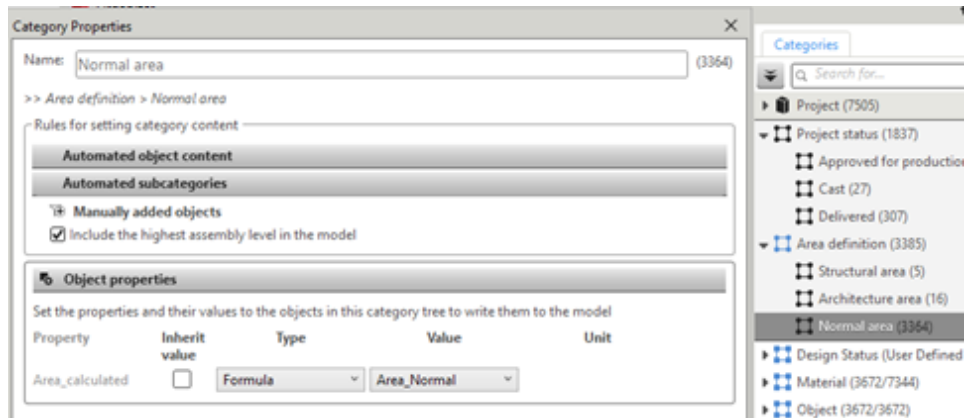 Category Properties
Name:
Normal area
(3364)
>> Area definition > Normal area
Rules for setting category content
Automated object content
Automated subcategories
Manually added objects
Include the highest assembly level in the model
Object properties
Set the properties and their values to the objects in this category tree to write them to the model
Property Inherit value Type Value Unit
Area_calculated Formula Area_Normal
Categories
Search for...
Project (7505)
Project status (1837)
Approved for production
Cast (27)
Delivered (307)
Area definition (3385)
Structural area (5)
Architecture area (16)
Normal area (3364)
Design Status (User Defined
Material (3672/7344)
Object (3672/3672)